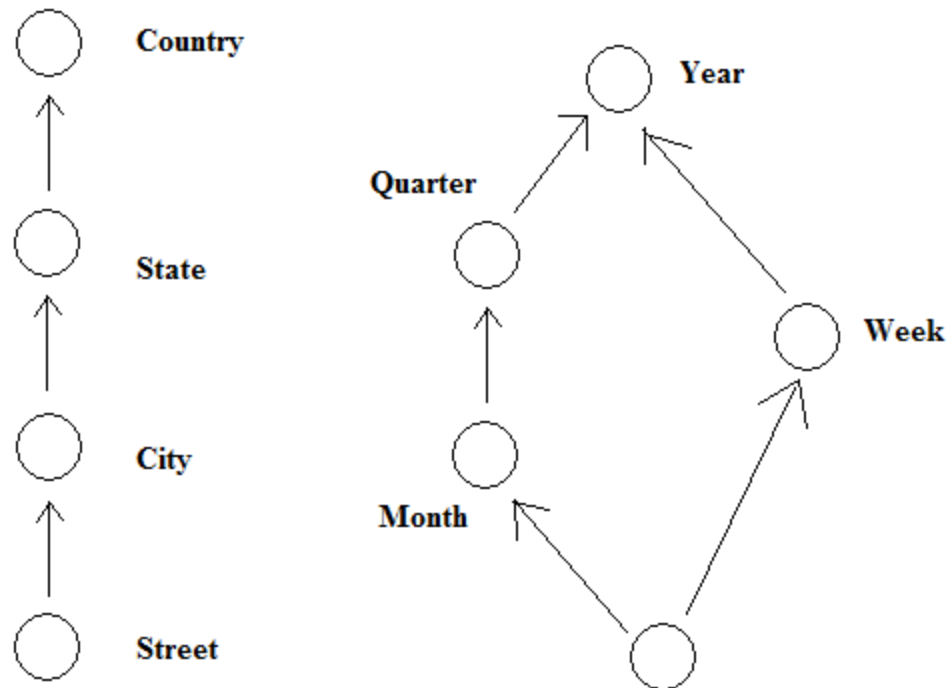 Country
State
City
Street
Year
Quarter
Week
Month